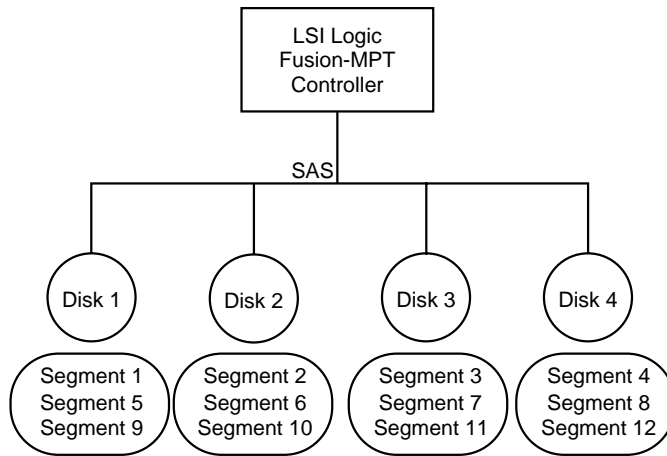 LSI Logic
Fusion-MPT
Controller
SAS
Disk 1
Disk 2
Disk 3
Disk 4
Segment 1
Segment 5
Segment 9
Segment 2
Segment 6
Segment 10
Segment 3
Segment 7
Segment 11
Segment 4
Segment 8
Segment 12